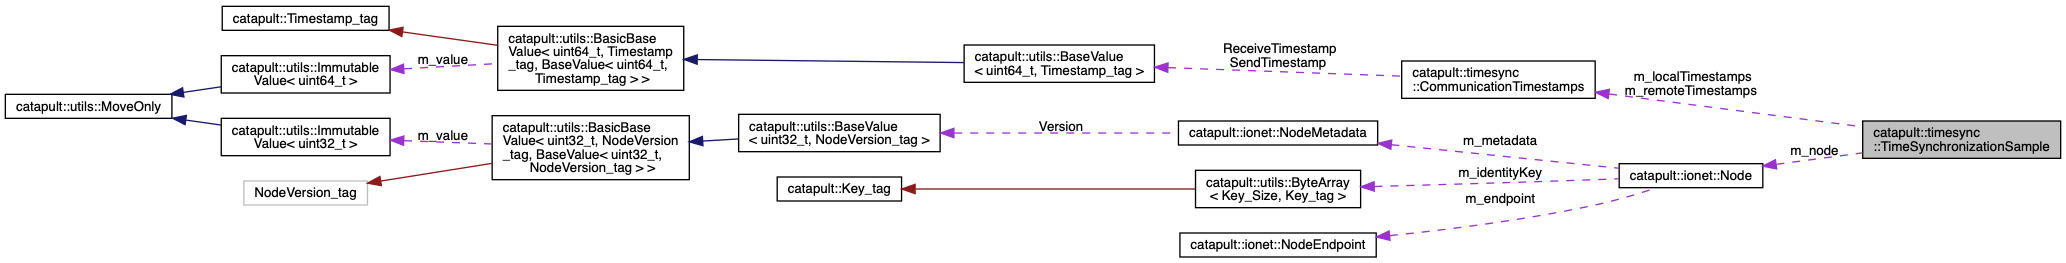 catapult::Timestamp_tag
catapult::utils::BasicBase
Value< uint64_t, Timestamp
_tag, BaseValue< uint64_t,
Timestamp_tag > >
catapult::utils::Immutable
Value< uint64_t >
m_value
catapult::utils::MoveOnly
catapult::utils::Immutable
Value< uint32_t >
m_value
catapult::utils::BasicBase
Value< uint32_t, NodeVersion
_tag, BaseValue< uint32_t,
NodeVersion_tag > >
NodeVersion_tag
catapult::utils::BaseValue
< uint64_t, Timestamp_tag >
ReceiveTimestamp
SendTimestamp
catapult::timesync
::CommunicationTimestamps
m_localTimestamps
m_remoteTimestamps
catapult::utils::BaseValue
< uint32_t, NodeVersion_tag >
Version
catapult::ionet::NodeMetadata
m_metadata
catapult::Key_tag
catapult::utils::ByteArray
< Key_Size, Key_tag >
m_identityKey
m_endpoint
catapult::ionet::NodeEndpoint
catapult::ionet::Node
m_node
catapult::timesync
::TimeSynchronizationSample